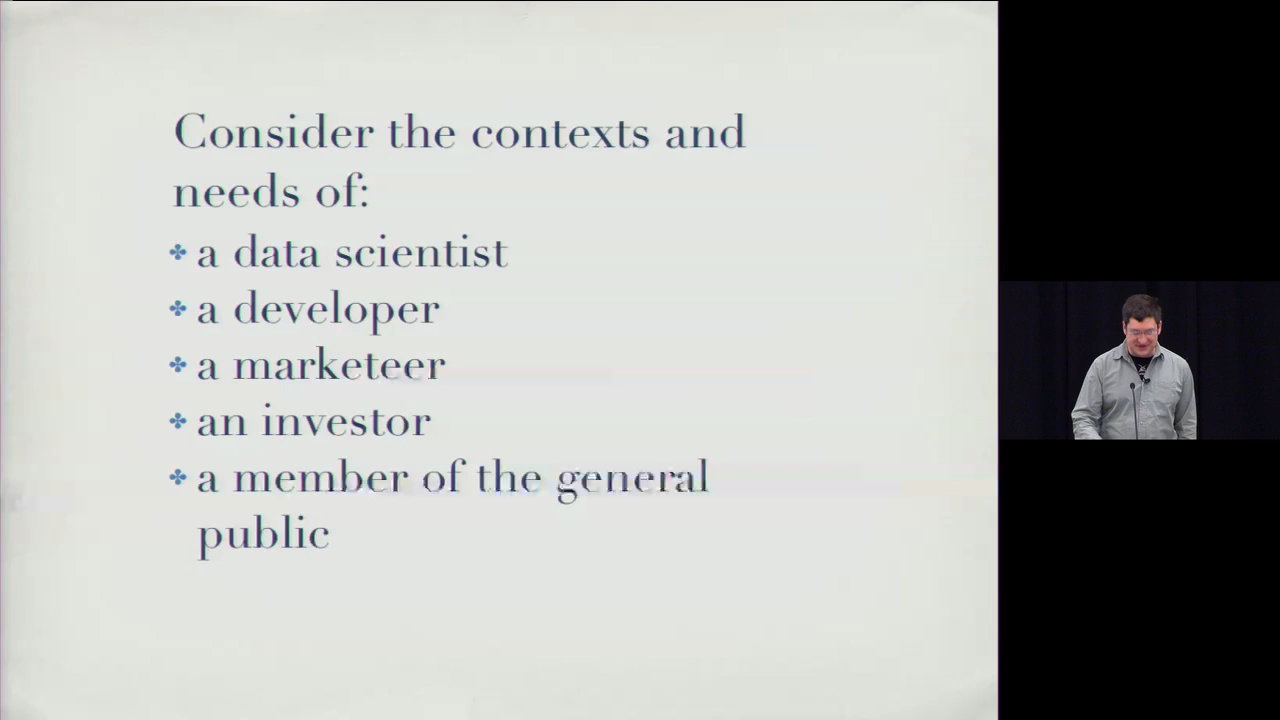 Consider the contexts and
needs of:
a data scientist
a developer
a marketeer
an investor
a member of the general
public